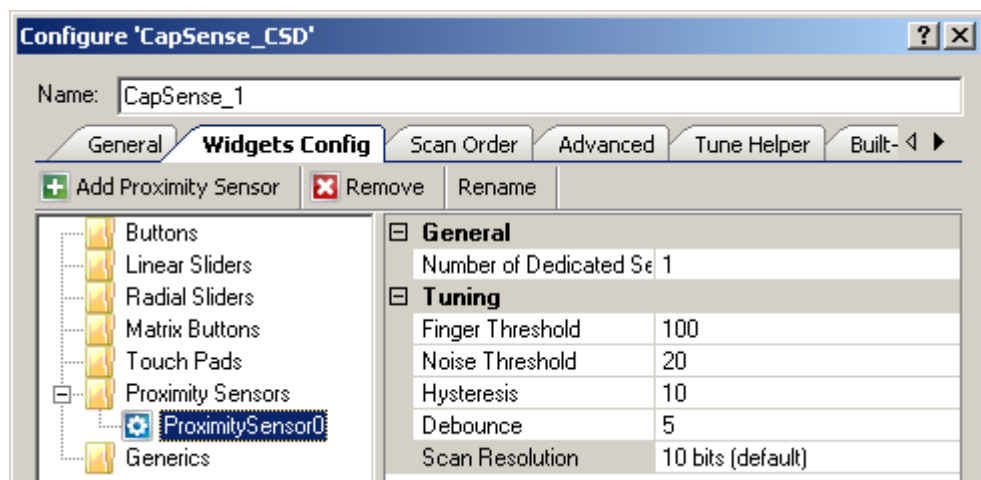 Configure 'CapSense_CSD'
Name: CapSense_1
General Widgets Config Scan Order Advanced Tune Helper Built-
Add Proximity Sensor Remove Rename
Buttons
Linear Sliders
Radial Sliders
Matrix Buttons
Touch Pads
Proximity Sensors
ProximitySensor0
Generics
General
Number of Dedicated Se 1
Tuning
Finger Threshold 100
Noise Threshold 20
Hysteresis 10
Debounce 5
Scan Resolution 10 bits (default)